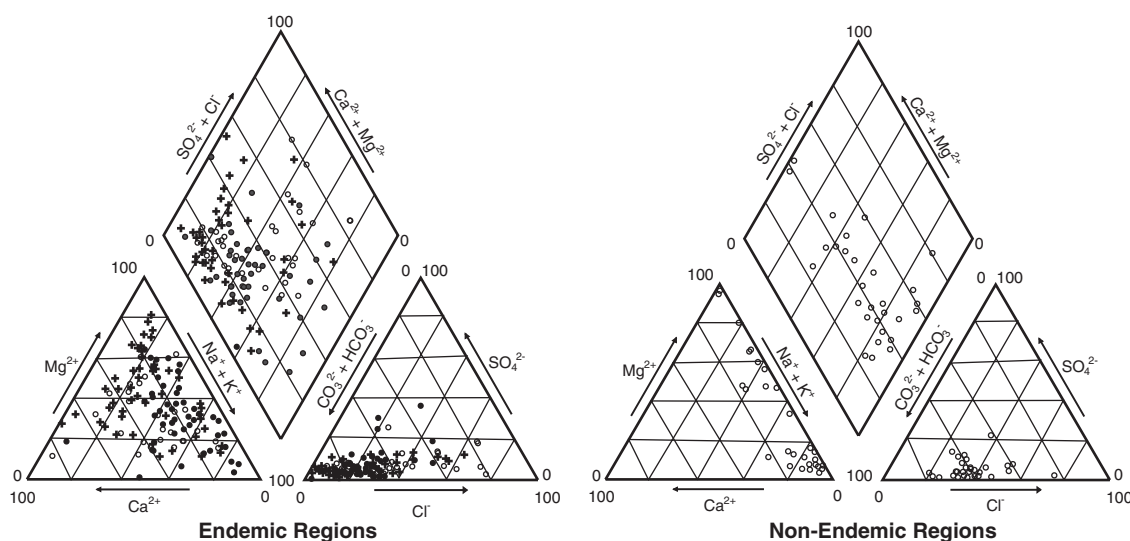 100
SO₄²⁻ + Cl⁻
Ca²⁺ + Mg²⁺
0
0
100
0 100
Mg²⁺
Na⁺ + K⁺
CO₃²⁻ + HCO₃⁻
SO₄²⁻
0
0
100
0
100
Ca²⁺
0
Cl⁻
100
Endemic Regions
100
SO₄²⁻ + Cl⁻
Ca²⁺ + Mg²⁺
0
0
100
0 100
Mg²⁺
Na⁺ + K⁺
CO₃²⁻ + HCO₃⁻
SO₄²⁻
0
100
0
100
Ca²⁺
0
0
Cl⁻
100
Non-Endemic Regions